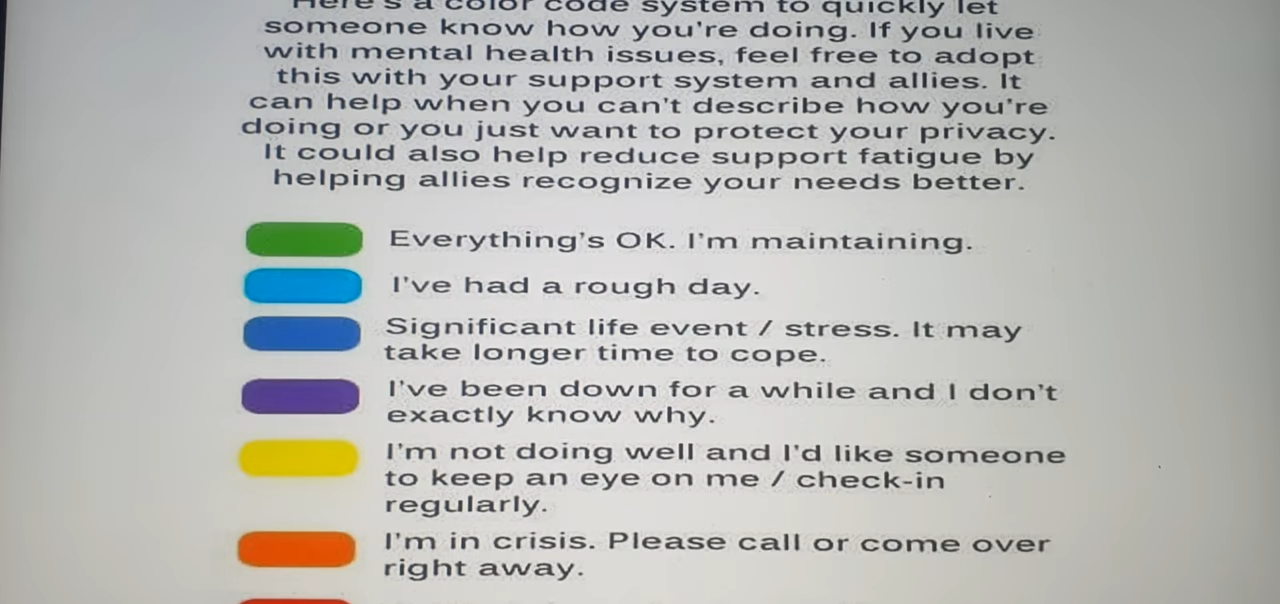 Here's a color code system to quickly let
someone know how you're doing. If you live
with mental health issues, feel free to adopt
this with your support system and allies. It
can help when you can't describe how you're
doing or you just want to protect your privacy.
It could also help reduce support fatigue by
helping allies recognize your needs better.
Everything's OK. I'm maintaining.
I've had a rough day.
Significant life event / stress. It may
take longer time to cope.
I've been down for a while and I don't
exactly know why.
I'm not doing well and I'd like someone
to keep an eye on me / check-in
regularly.
I'm in crisis. Please call or come over
right away.